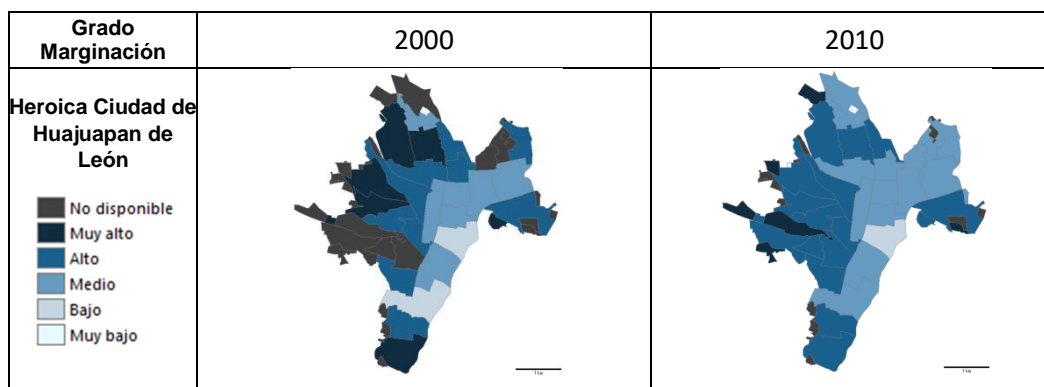 Grado
Marginación
2000
2010
Heroica Ciudad de
Huajuapan de
León
No disponible
Muy alto
Alto
Medio
Bajo
Muy bajo